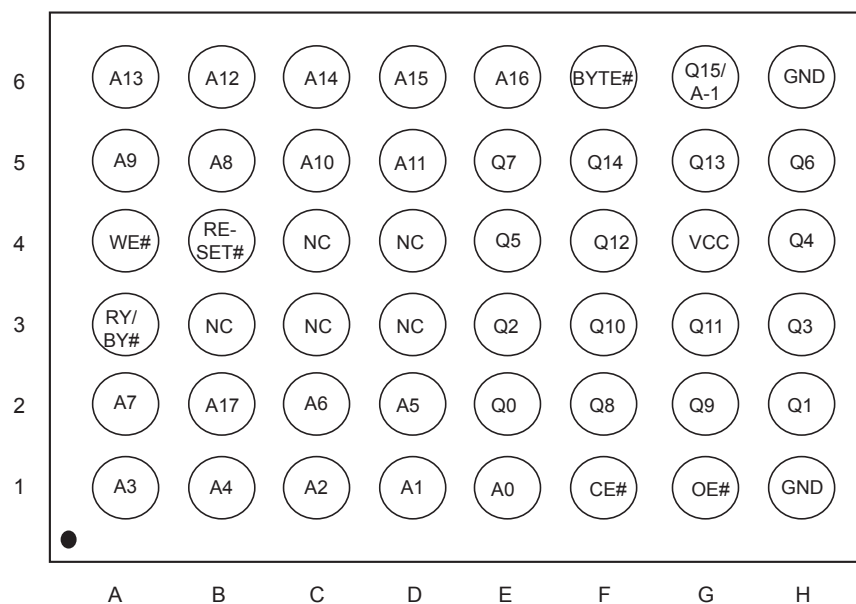 6 A13 A12 A14 A15 A16 BYTE# Q15/ A-1 GND
5 A9 A8 A10 A11 Q7 Q14 Q13 Q6
4 WE# RE- SET# NC NC Q5 Q12 VCC Q4
3 RY/ BY# NC NC NC Q2 Q10 Q11 Q3
2 A7 A17 A6 A5 Q0 Q8 Q9 Q1
1 A3 A4 A2 A1 A0 CE# OE# GND
A B C D E F G H